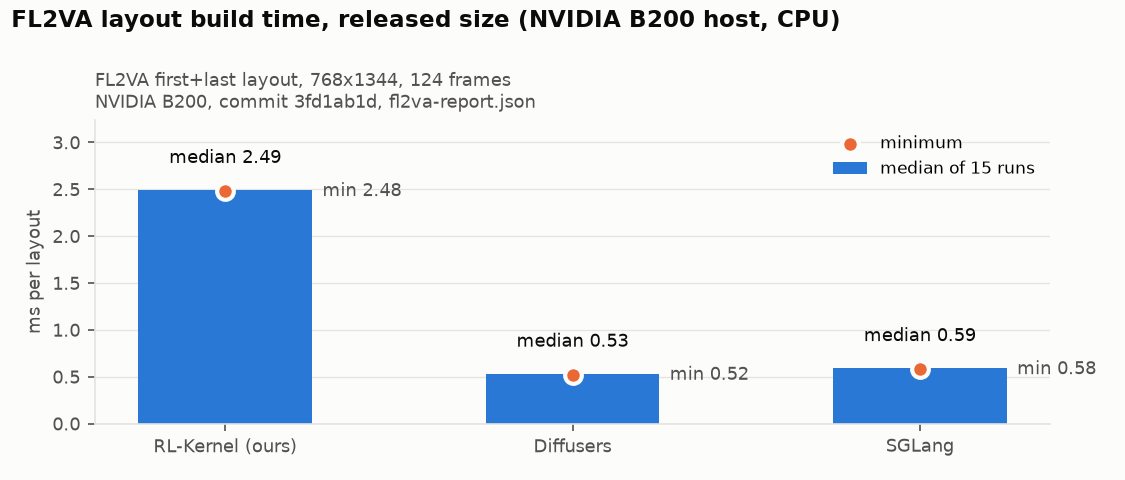 FL2VA layout build time, released size (NVIDIA B200 host, CPU)
FL2VA first+last layout, 768x1344, 124 frames
NVIDIA B200, commit 3fd1ab1d, fl2va-report.json
ms per layout
3.0
2.5
2.0
1.5
1.0
0.5
0.0
minimum
median of 15 runs
median 2.49
min 2.48
median 0.53
min 0.52
median 0.59
min 0.58
RL-Kernel (ours)
Diffusers
SGLang